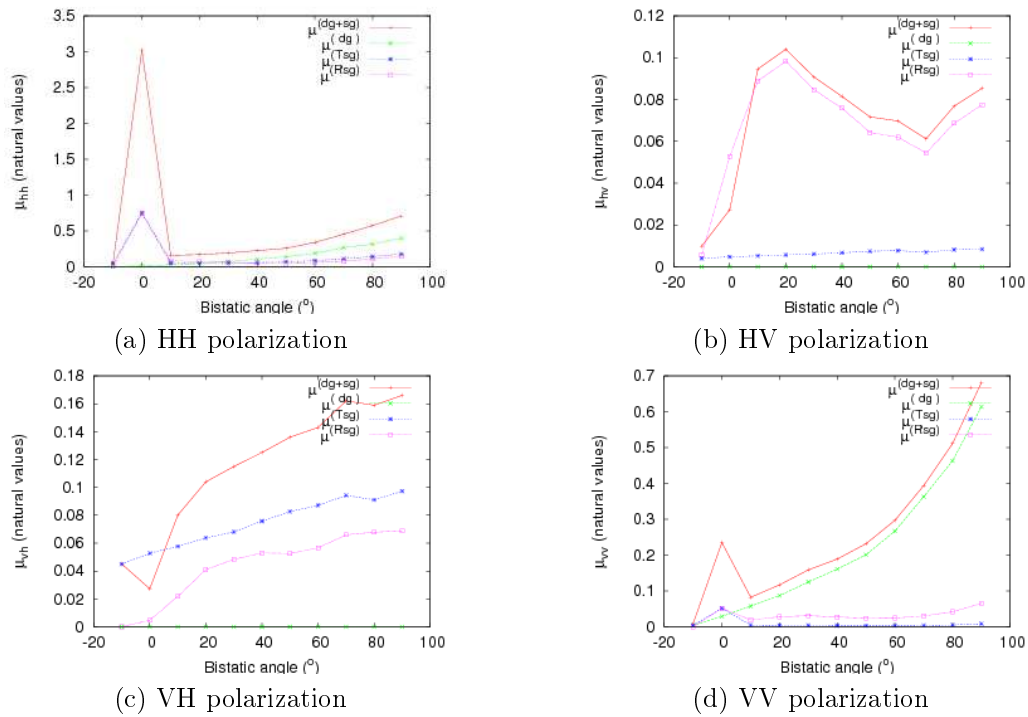 μ(dg+sg)
μ( dg )
μ(Tsg)
μ(Rsg)
3.5
3
2.5
2
1.5
1
0.5
0
-20 0 20 40 60 80 100
μhh (natural values)
Bistatic angle (o)
(a) HH polarization
μ(dg+sg)
μ( dg )
μ(Tsg)
μ(Rsg)
0.12
0.1
0.08
0.06
0.04
0.02
0
-20 0 20 40 60 80 100
μhv (natural values)
Bistatic angle (o)
(b) HV polarization
μ(dg+sg)
μ( dg )
μ(Tsg)
μ(Rsg)
0.18
0.16
0.14
0.12
0.1
0.08
0.06
0.04
0.02
0
-20 0 20 40 60 80 100
μvh (natural values)
Bistatic angle (o)
(c) VH polarization
μ(dg+sg)
μ( dg )
μ(Tsg)
μ(Rsg)
0.7
0.6
0.5
0.4
0.3
0.2
0.1
0
-20 0 20 40 60 80 100
μvv (natural values)
Bistatic angle (o)
(d) VV polarization